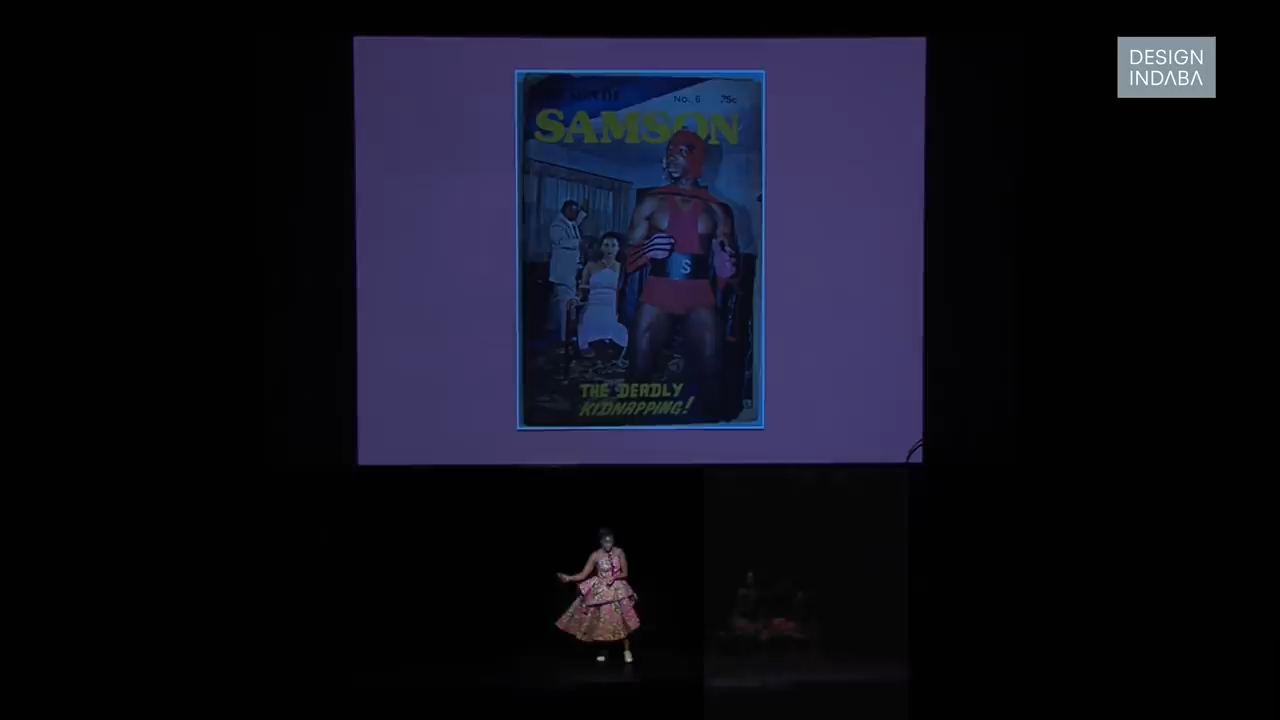 DESIGN
INDABA
No. 6 75c
SAMSON
S
THE DEADLY
KIDNAPPING!